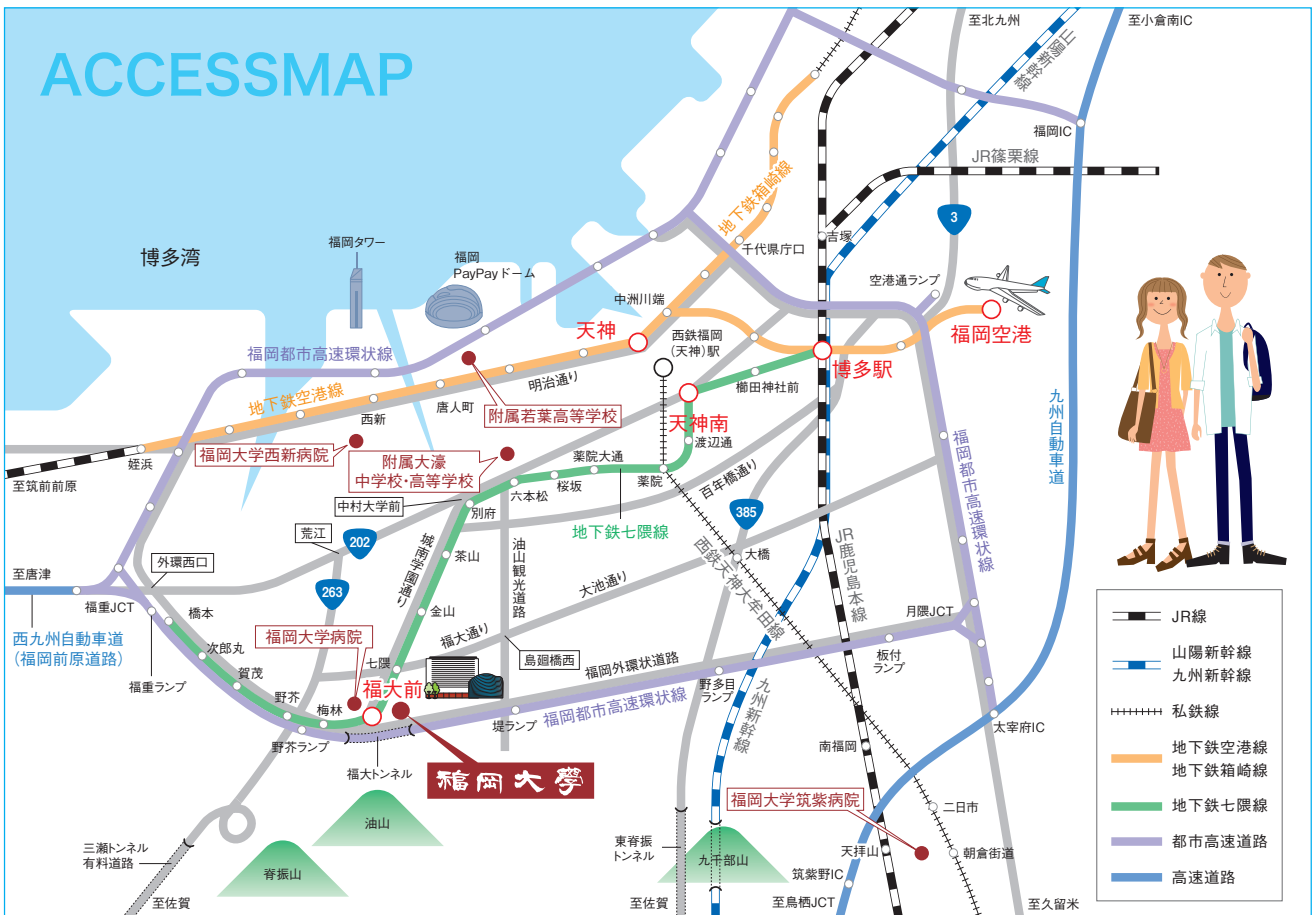 ACCESSMAP
至北九州
至小倉南IC
山陽新幹線
福岡IC
JR篠栗線
地下鉄箱崎線
3
博多湾
福岡タワー
福岡
PayPayドーム
千代県庁口
吉塚
空港通ランプ
中洲川端
天神
西鉄福岡
(天神)駅
福岡空港
福岡都市高速環状線
博多駅
明治通り
櫛田神社前
地下鉄空港線
西新
唐人町
附属若葉高等学校
天神南
渡辺通
九州自動車道
姪浜
福岡大学西新病院
附属大濠
中学校・高等学校
薬院大通
薬院
百年橋通り
福岡都市高速環状線
至筑前前原
六本松
桜坂
中村大学前
別府
地下鉄七隈線
385
荒江
202
城南学園通り
茶山
油山観光道路
大橋
西鉄天神大牟田線
JR鹿児島本線
外環西口
至唐津
263
大池通り
福重JCT
橋本
金山
月隈JCT
西九州自動車道
(福岡前原道路)
次郎丸
福岡大学病院
福大通り
島廻橋西
板付
ランプ
賀茂
七隈
福岡外環状道路
福重ランプ
野芥
梅林
福大前
福岡都市高速環状線
野多目
ランプ
九州新幹線
堤ランプ
太宰府IC
野芥ランプ
南福岡
福大トンネル
福岡大學
福岡大学筑紫病院
二日市
油山
三瀬トンネル
有料道路
脊振山
東脊振
トンネル
九千部山
天拝山
朝倉街道
筑紫野IC
至佐賀
至佐賀
至鳥栖JCT
至久留米
JR線
山陽新幹線
九州新幹線
私鉄線
地下鉄空港線
地下鉄箱崎線
地下鉄七隈線
都市高速道路
高速道路